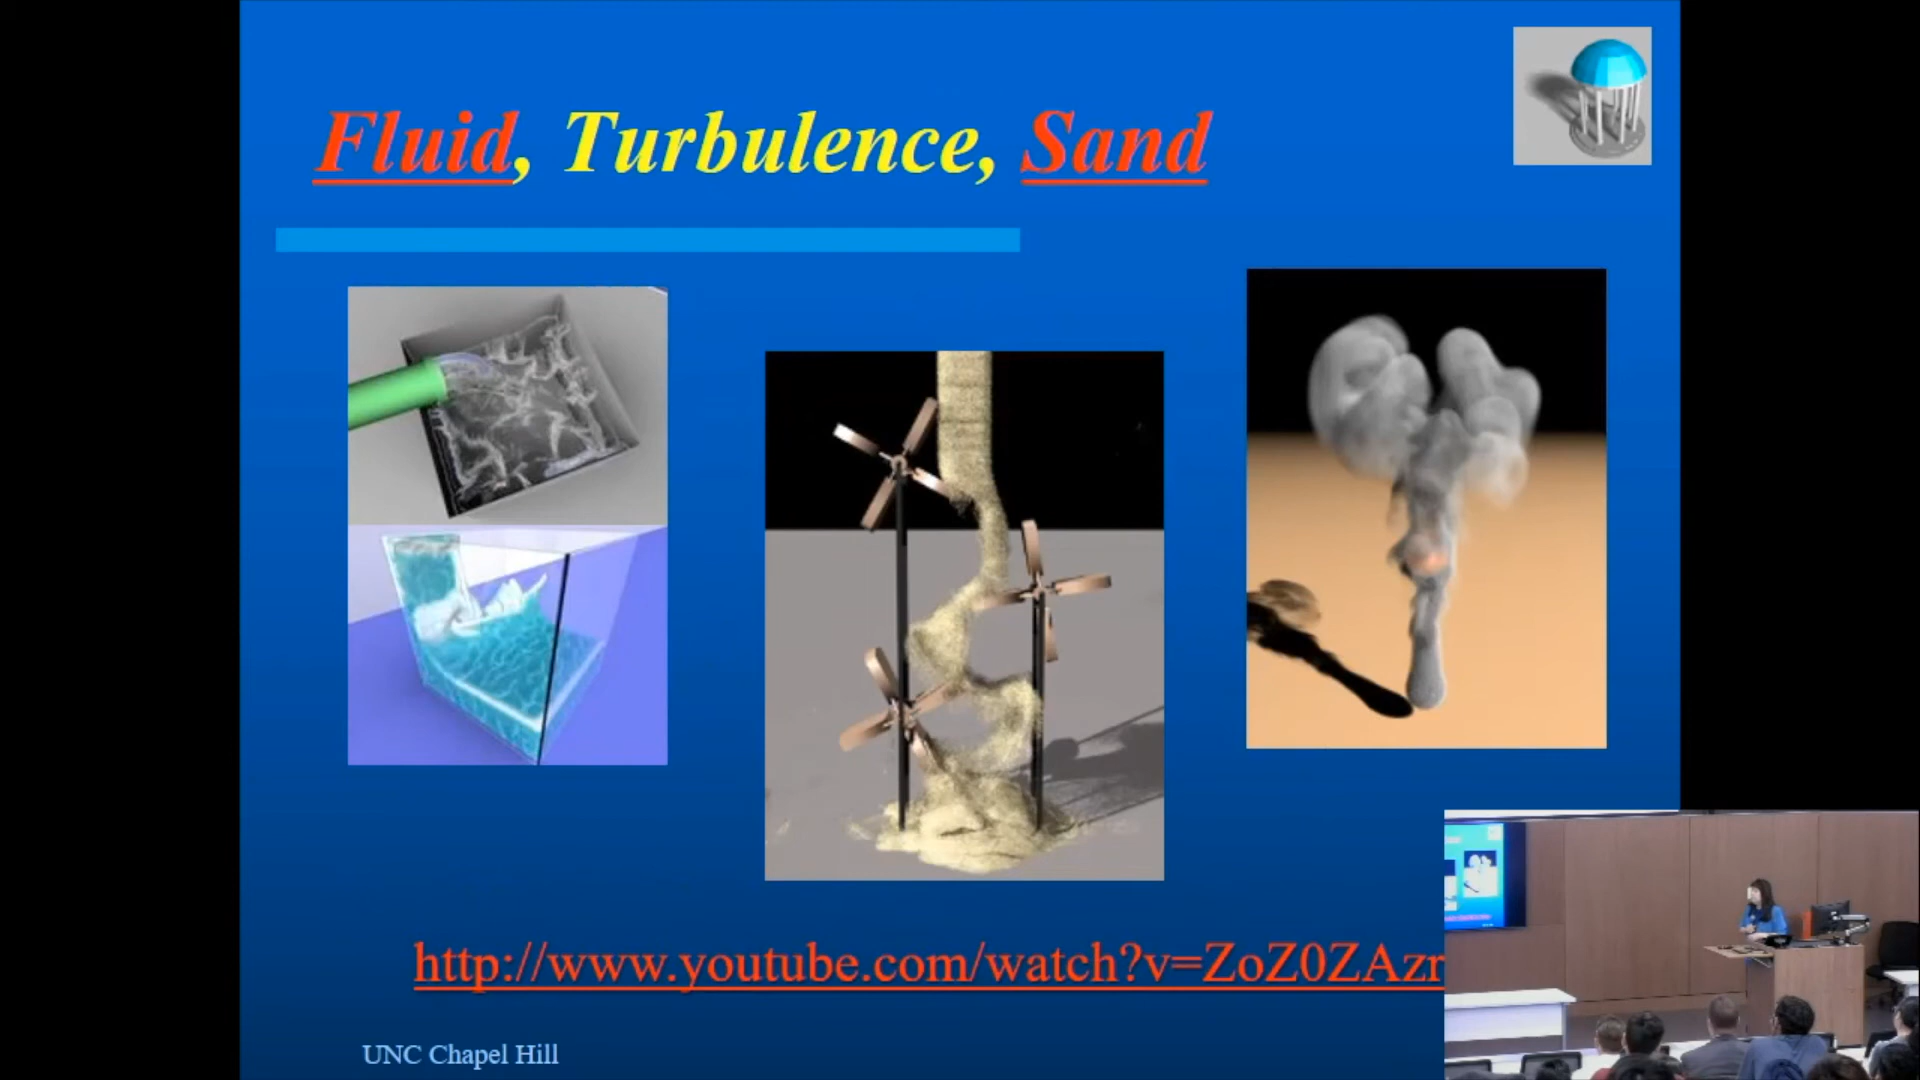 Fluid, Turbulence, Sand
http://www.youtube.com/watch?v=ZoZ0ZAzr
UNC Chapel Hill